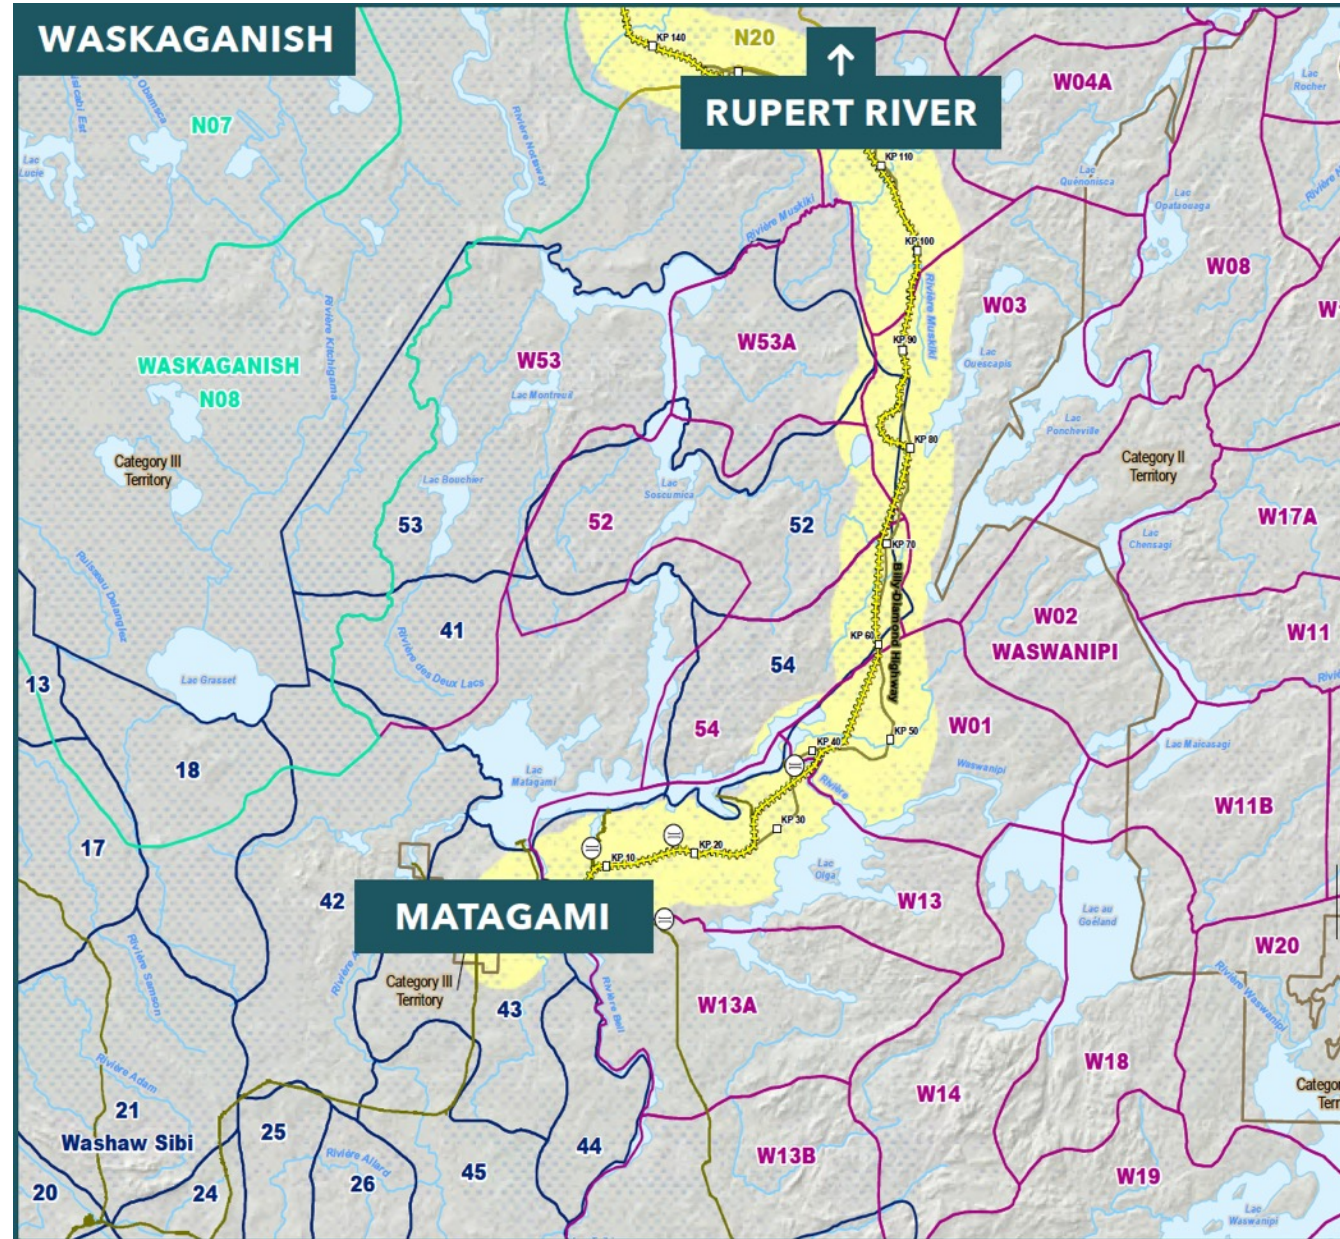 WASKAGANISH
KP 140
N20
↑
RUPERT RIVER
W04A
Lac
Rocher
N07
Rivière Nottaway
Lac
Lucie
KP 110
Lac
Quénonisca
Lac
Opataouaga
Rivière Muskiki
KP 100
W08
Rivière Muskiki
W03
Rivière Kitchigama
W53A
KP 90
W53
Lac
Ouescapis
WASKAGANISH
N08
Lac Montreuil
Lac
Poncheville
KP 80
Category III
Territory
Category II
Territory
Lac Bouchier
Lac
Soscumica
53
52
52
W17A
KP 70
Lac
Chensagi
Ruisseau Delanglez
Billy-Diamond Highway
W02
WASWANIPI
W11
41
KP 60
Rivière des Deux Lacs
54
13
Lac Grasset
54
W01
KP 50
KP 40
Lac Maicasagi
18
Lac
Matagami
Rivière
Waswanipi
W11B
KP 30
17
KP 20
KP 10
Lac
Olga
42
W13
Lac au
Goéland
MATAGAMI
W20
Category III
Territory
Rivière Samson
Rivière Bell
Rivière Waswanipi
43
W13A
Rivière Adam
W18
21
Washaw Sibi
W14
25
44
Rivière Allard
W13B
45
26
W19
20
24
Lac
Waswanipi